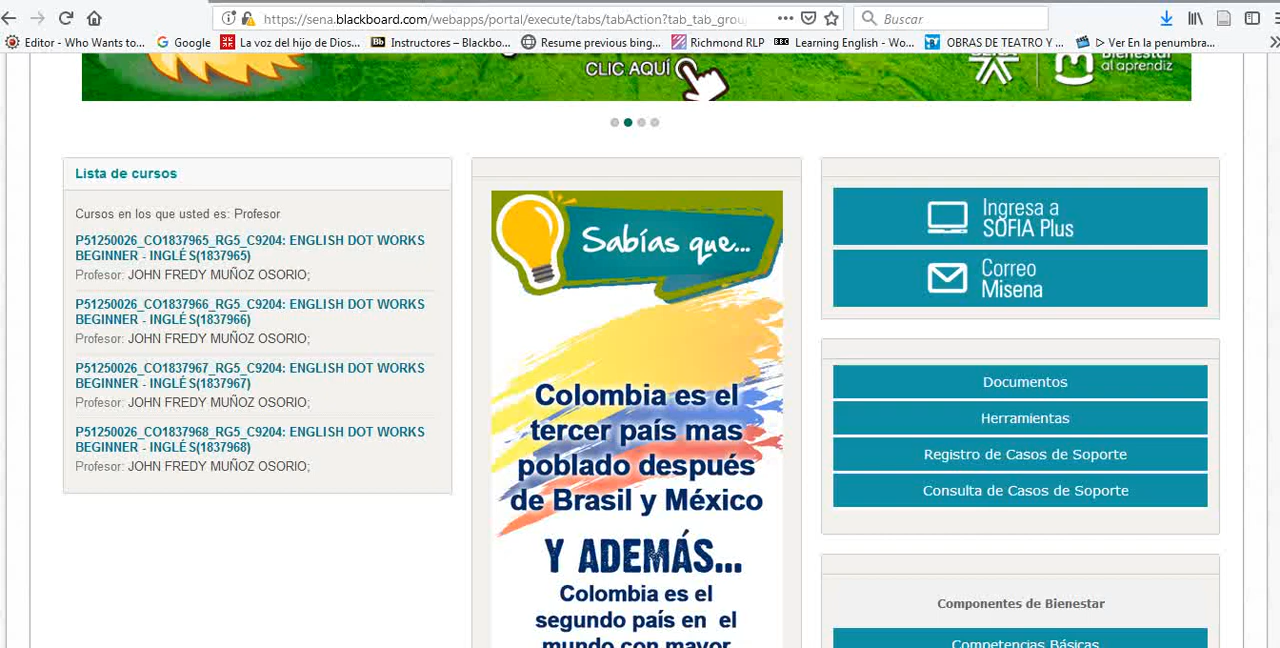 https://sena.blackboard.com/webapps/portal/execute/tabs/tabAction?tab_tab_grou
Buscar
Editor - Who Wants to...
Google
La voz del hijo de Dios...
Bb Instructores – Blackbo...
Resume previous bing...
Richmond RLP
BBC Learning English - Wo...
OBRAS DE TEATRO Y ...
▷ Ver En la penumbra...
CLIC AQUÍ
Bienestar
al aprendiz
Lista de cursos
Cursos en los que usted es: Profesor
P51250026_CO1837965_RG5_C9204: ENGLISH DOT WORKS
BEGINNER - INGLÉS(1837965)
Profesor: JOHN FREDY MUÑOZ OSORIO;
P51250026_CO1837966_RG5_C9204: ENGLISH DOT WORKS
BEGINNER - INGLÉS(1837966)
Profesor: JOHN FREDY MUÑOZ OSORIO;
P51250026_CO1837967_RG5_C9204: ENGLISH DOT WORKS
BEGINNER - INGLÉS(1837967)
Profesor: JOHN FREDY MUÑOZ OSORIO;
P51250026_CO1837968_RG5_C9204: ENGLISH DOT WORKS
BEGINNER - INGLÉS(1837968)
Profesor: JOHN FREDY MUÑOZ OSORIO;
Sabías que...
Colombia es el
tercer país mas
poblado después
de Brasil y México
Y ADEMÁS...
Colombia es el
segundo país en el
mundo con mayor
Ingresa a
SOFIA Plus
Correo
Misena
Documentos
Herramientas
Registro de Casos de Soporte
Consulta de Casos de Soporte
Componentes de Bienestar
Competencias Básicas